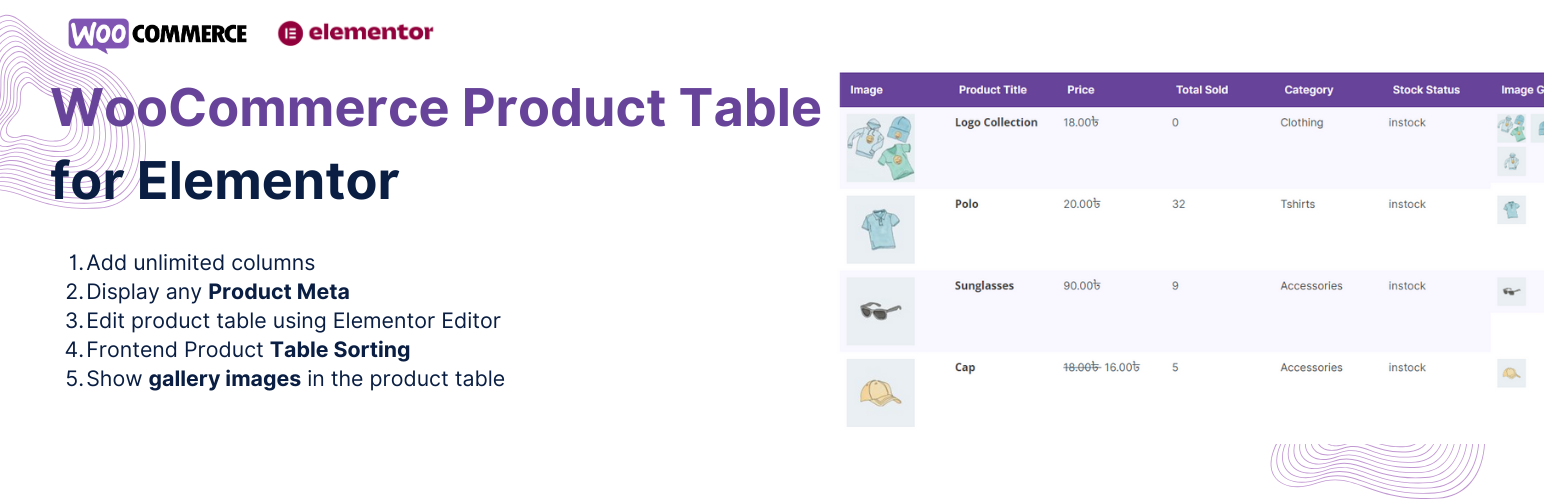 WOO COMMERCE
elementor
WooCommerce Product Table
for Elementor
1. Add unlimited columns
2. Display any Product Meta
3. Edit product table using Elementor Editor
4. Frontend Product Table Sorting
5. Show gallery images in the product table
Image Product Title Price Total Sold Category Stock Status Image G
Logo Collection 18.00৳ 0 Clothing instock
Polo 20.00৳ 32 Tshirts instock
Sunglasses 90.00৳ 9 Accessories instock
Cap 18.00৳ 16.00৳ 5 Accessories instock